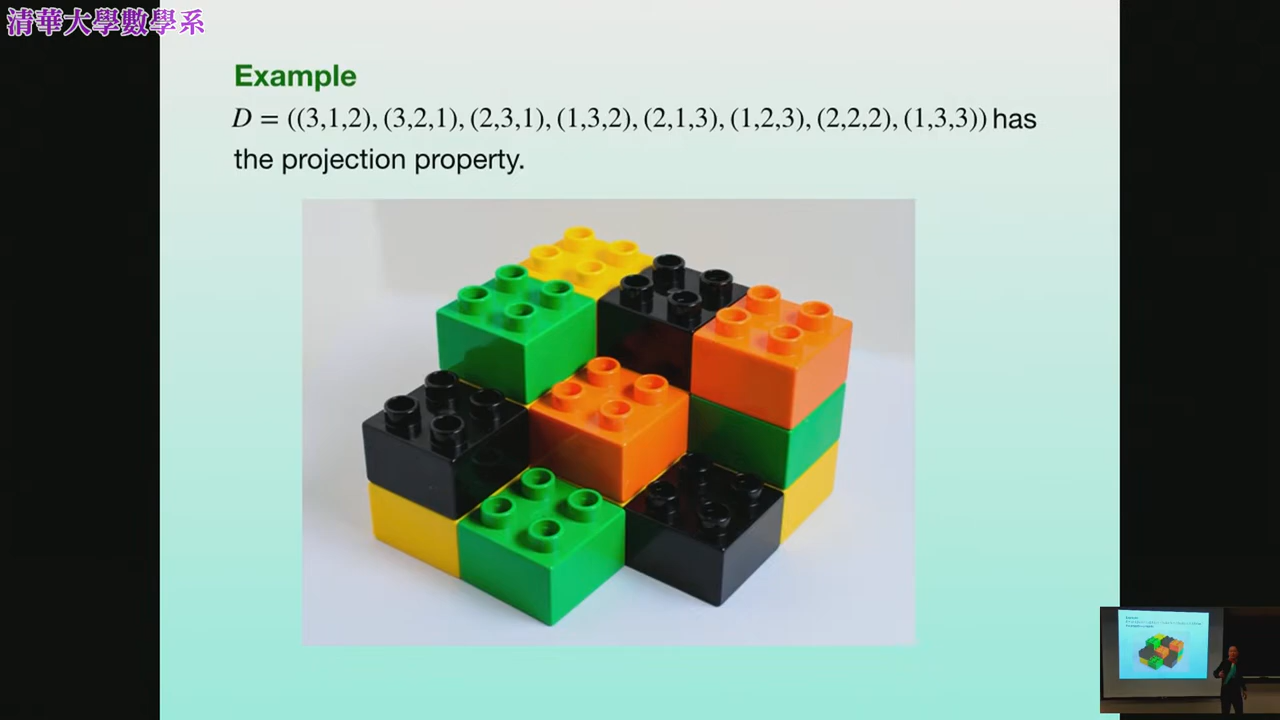 清華大學數學系
Example
D = ((3,1,2), (3,2,1), (2,3,1), (1,3,2), (2,1,3), (1,2,3), (2,2,2), (1,3,3)) has
the projection property.